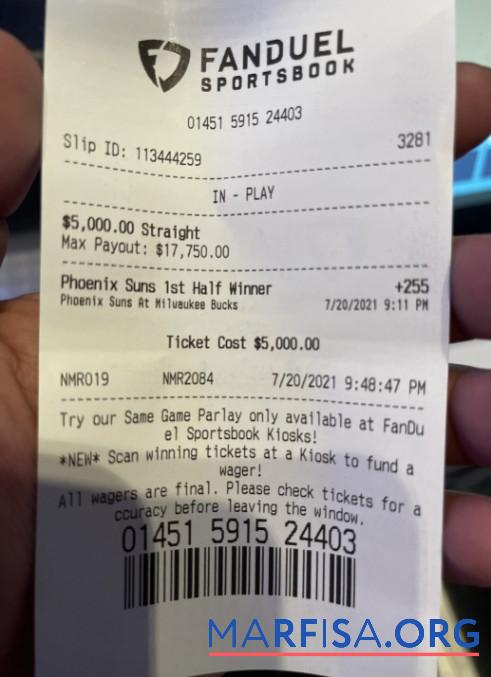 FANDUEL
SPORTSBOOK
01451 5915 24403
Slip ID: 113444259 3281
IN - PLAY
$5,000.00 Straight
Max Payout: $17,750.00
Phoenix Suns 1st Half Winner +255
Phoenix Suns At Milwaukee Bucks 7/20/2021 9:11 PM
Ticket Cost $5,000.00
NMR019 NMR2084 7/20/2021 9:48:47 PM
Try our Same Game Parlay only available at FanDu
el Sportsbook Kiosks!
*NEW* Scan winning tickets at a Kiosk to fund a
wager!
All wagers are final. Please check tickets for a
ccuracy before leaving the window.
01451 5915 24403
MARFISA.ORG